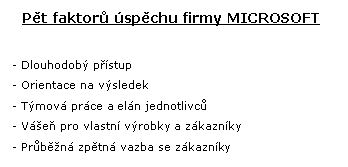 Pět faktorů úspěchu firmy MICROSOFT
- Dlouhodobý přístup
- Orientace na výsledek
- Týmová práce a elán jednotlivců
- Vášeň pro vlastní výrobky a zákazníky
- Průběžná zpětná vazba se zákazníky